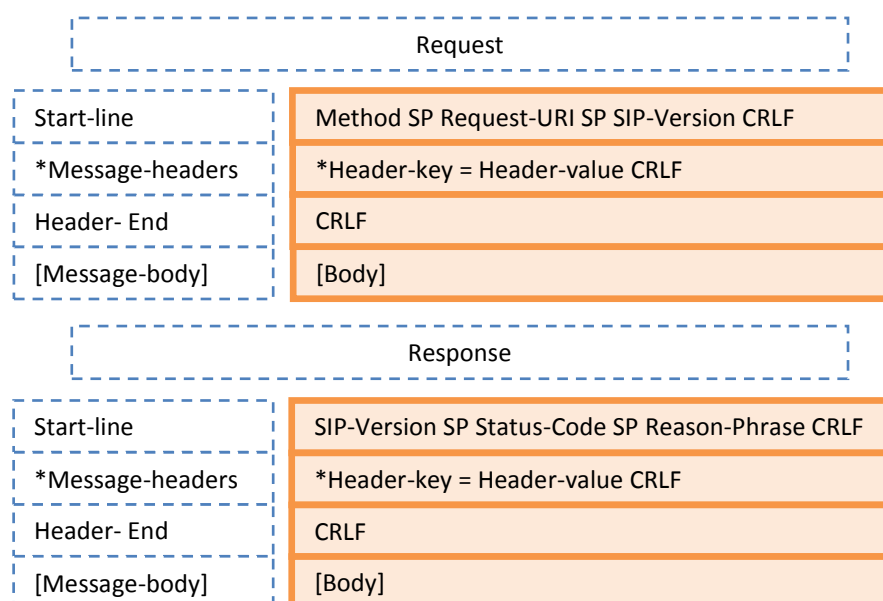 Request
Start-line Method SP Request-URI SP SIP-Version CRLF
*Message-headers *Header-key = Header-value CRLF
Header- End CRLF
[Message-body] [Body]
Response
Start-line SIP-Version SP Status-Code SP Reason-Phrase CRLF
*Message-headers *Header-key = Header-value CRLF
Header- End CRLF
[Message-body] [Body]